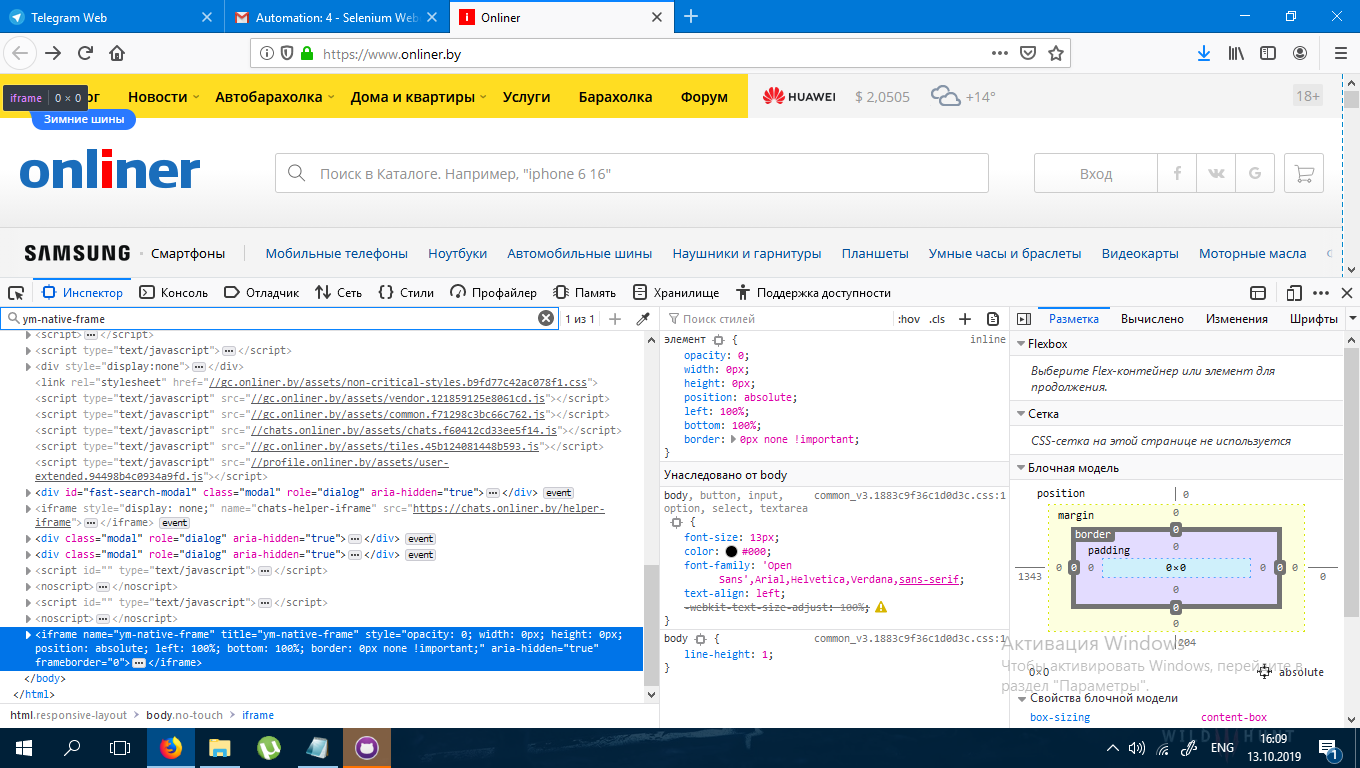 Telegram Web
Automation: 4 - Selenium Web
Onliner
https://www.onliner.by
iframe | 0 × 0
ог Новости Автобарахолка Дома и квартиры Услуги Барахолка Форум
HUAWEI $ 2,0505 +14° 18+
Зимние шины
onliner
Поиск в Каталоге. Например, "iphone 6 16"
Вход f G
SAMSUNG · Смартфоны Мобильные телефоны Ноутбуки Автомобильные шины Наушники и гарнитуры Планшеты Умные часы и браслеты Видеокарты Моторные масла
Инспектор Консоль Отладчик Сеть Стили Профайлер Память Хранилище Поддержка доступности
ym-native-frame 1 из 1
<script> </script>
<script type="text/javascript"> </script>
<div style="display:none"> </div>
<link rel="stylesheet" href="//gc.onliner.by/assets/non-critical-styles.b9fd77c42ac078f1.css">
<script type="text/javascript" src="//gc.onliner.by/assets/vendor.121859125e8061cd.js"></script>
<script type="text/javascript" src="//gc.onliner.by/assets/common.f71298c3bc66c762.js"></script>
<script type="text/javascript" src="//chats.onliner.by/assets/chats.f60412cd33ee5f14.js"></script>
<script type="text/javascript" src="//gc.onliner.by/assets/tiles.45b124081448b593.js"></script>
<script type="text/javascript" src="//profile.onliner.by/assets/user-
extended.94498b4c0934a9fd.js"></script>
<div id="fast-search-modal" class="modal" role="dialog" aria-hidden="true"> </div> event
<iframe style="display: none;" name="chats-helper-iframe" src="https://chats.onliner.by/helper-
iframe"> </iframe> event
<div class="modal" role="dialog" aria-hidden="true"> </div> event
<div class="modal" role="dialog" aria-hidden="true"> </div> event
<script id="" type="text/javascript"> </script>
<noscript> </noscript>
<script id="" type="text/javascript"> </script>
<noscript> </noscript>
<iframe name="ym-native-frame" title="ym-native-frame" style="opacity: 0; width: 0px; height: 0px;
position: absolute; left: 100%; bottom: 100%; border: 0px none !important;" aria-hidden="true"
frameborder="0"> </iframe>
</body>
</html>
html.responsive-layout > body.no-touch > iframe
Поиск стилей :hov .cls +
элемент { inline
opacity: 0;
width: 0px;
height: 0px;
position: absolute;
left: 100%;
bottom: 100%;
border: 0px none !important;
}
Унаследовано от body
body, button, input, common_v3.1883c9f36c1d0d3c.css:1
option, select, textarea
{
font-size: 13px;
color: #000;
font-family: 'Open
Sans',Arial,Helvetica,Verdana,sans-serif;
text-align: left;
-webkit-text-size-adjust: 100%;
}
body { common_v3.1883c9f36c1d0d3c.css:1
line-height: 1;
}
Разметка Вычислено Изменения Шрифты
Flexbox
Выберите Flex-контейнер или элемент для
продолжения.
Сетка
CSS-сетка на этой странице не используется
Блочная модель
position 0
margin 0
border 0
padding 0
1343 0 0 0 0×0 0 0 0 0
0
0
0
204
Активация Windows
Чтобы активировать Windows, перейдите в
раздел "Параметры".
0×0 absolute
Свойства блочной модели
box-sizing content-box
WILD HUNT
ENG
16:09
13.10.2019
1